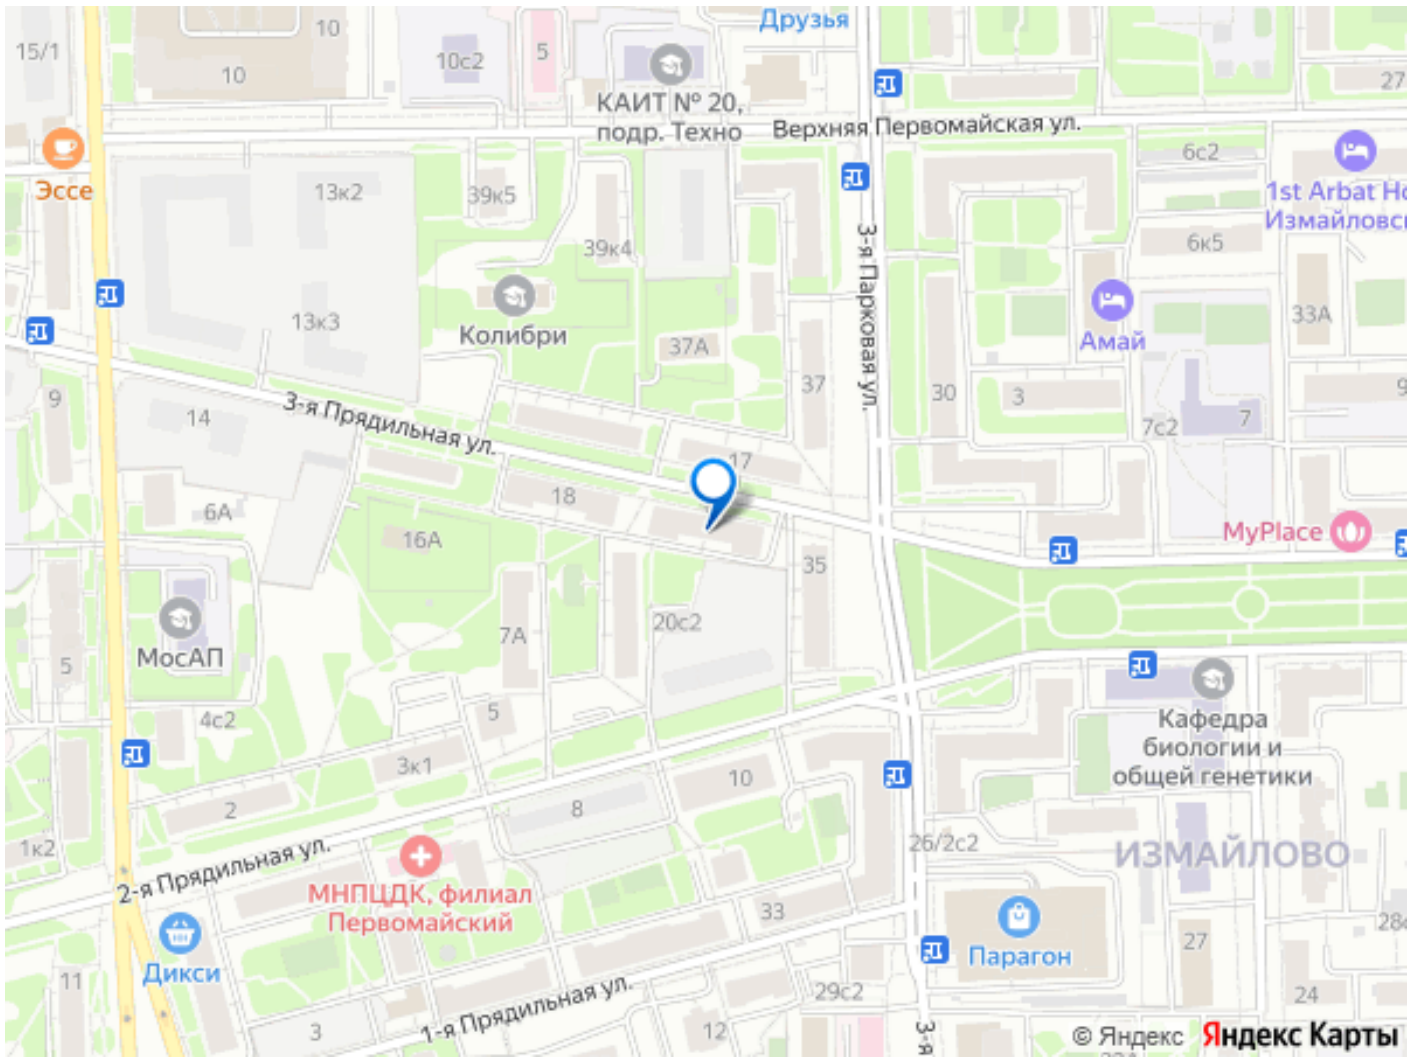 Друзья
15/1
10
10
10с2
5
27
КАИТ № 20,
подр. Техно
Верхняя Первомайская ул.
Эссе
13к2
39к5
39к4
6с2
6к5
1st Arbat Но
Измайловс
3-я Парковая ул.
13к3
Колибри
37А
37
Амай
33А
30
3
9
9
14
3-я Прядильная ул.
17
7с2
7
18
6А
16А
MyPlace
35
МосАП
7А
20с2
5
4с2
5
Кафедра
биологии и
общей генетики
3к1
10
2
8
1к2
26/2с2
ИЗМАЙЛОВО
2-я Прядильная ул.
МНПЦДК, филиал
Первомайский
33
28с
27
Дикси
Парагон
11
29с2
24
1-я Прядильная ул.
3
12
3-я
© Яндекс Яндекс Карты